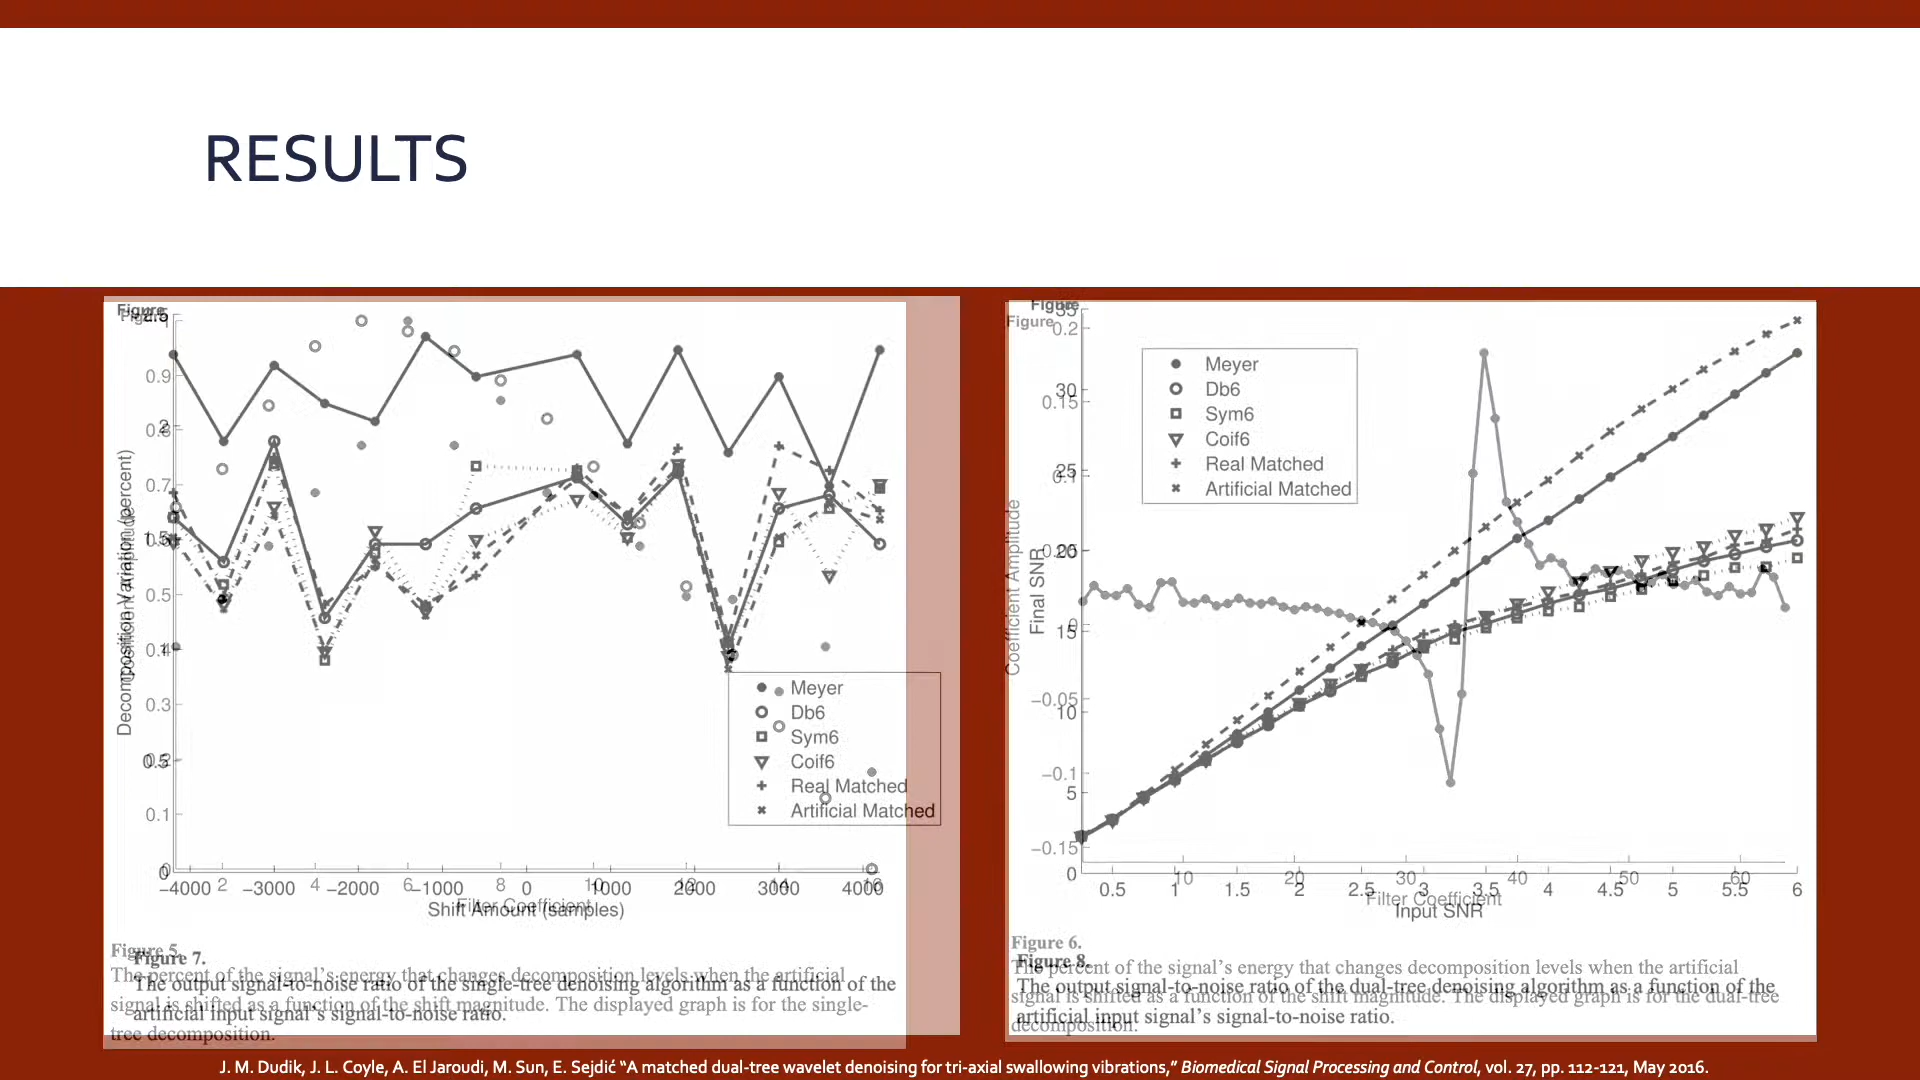 RESULTS
Figure
Figure
0.9
0.7
0.5
0.3
0.1
0
Decomposition Variation (percent)
Meyer
Db6
Sym6
Coif6
Real Matched
Artificial Matched
−4000 −3000 −2000 −1000 0 1000 2000 3000 4000
2 4 6 8 10
Shift Amount (samples)
Filter Coefficient
Figure 5.
The percent of the signal's energy that changes decomposition levels when the artificial
signal is shifted as a function of the shift magnitude. The displayed graph is for the single-
tree decomposition.
Figure 7.
The output signal-to-noise ratio of the single-tree denoising algorithm as a function of the
artificial input signal's signal-to-noise ratio.
Figure
Figure
35
0.2
30
0.15
25
0.1
20
15
0
−0.05
10
−0.1
5
−0.15
0
Coefficient Amplitude
Final SNR
Meyer
Db6
Sym6
Coif6
Real Matched
Artificial Matched
10 20 30 40 50 60
0.5 1 1.5 2 2.5 3 3.5 4 4.5 5 5.5 6
Filter Coefficient
Input SNR
Figure 6.
The percent of the signal's energy that changes decomposition levels when the artificial
signal is shifted as a function of the shift magnitude. The displayed graph is for the dual-tree
decomposition.
Figure 8.
The output signal-to-noise ratio of the dual-tree denoising algorithm as a function of the
artificial input signal's signal-to-noise ratio.
J. M. Dudik, J. L. Coyle, A. El Jaroudi, M. Sun, E. Sejdić “A matched dual-tree wavelet denoising for tri-axial swallowing vibrations,” Biomedical Signal Processing and Control, vol. 27, pp. 112-121, May 2016.